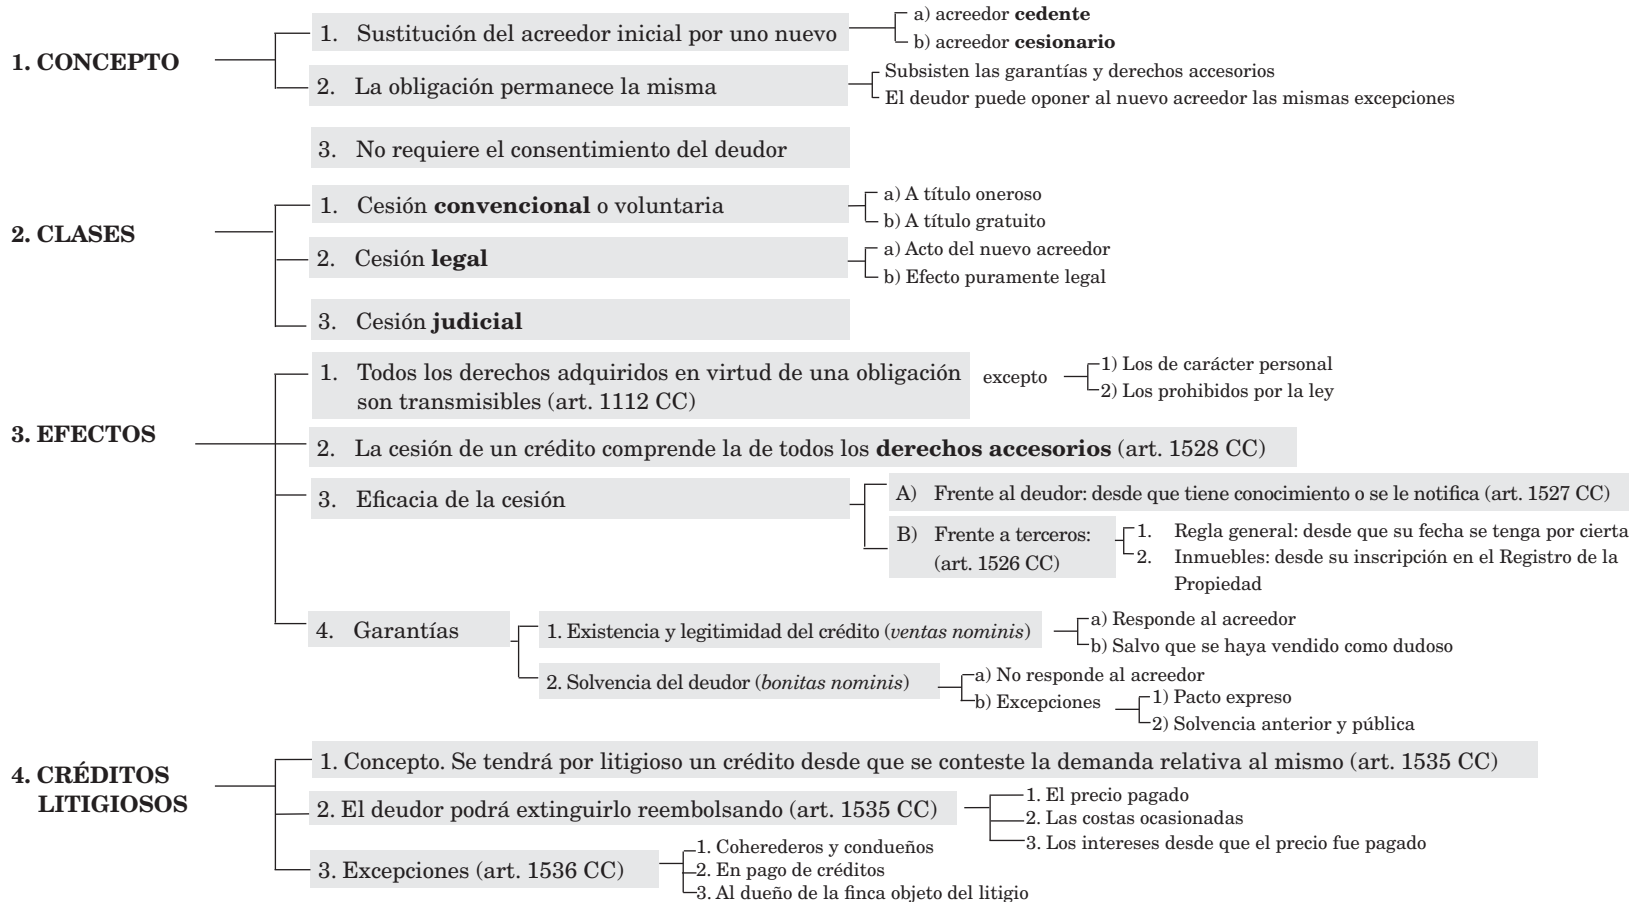 1. CONCEPTO
1. Sustitución del acreedor inicial por uno nuevo
a) acreedor cedente
b) acreedor cesionario
2. La obligación permanece la misma
Subsisten las garantías y derechos accesorios
El deudor puede oponer al nuevo acreedor las mismas excepciones
3. No requiere el consentimiento del deudor
2. CLASES
1. Cesión convencional o voluntaria
a) A título oneroso
b) A título gratuito
2. Cesión legal
a) Acto del nuevo acreedor
b) Efecto puramente legal
3. Cesión judicial
3. EFECTOS
1. Todos los derechos adquiridos en virtud de una obligación
son transmisibles (art. 1112 CC)
excepto
1) Los de carácter personal
2) Los prohibidos por la ley
2. La cesión de un crédito comprende la de todos los derechos accesorios (art. 1528 CC)
3. Eficacia de la cesión
A) Frente al deudor: desde que tiene conocimiento o se le notifica (art. 1527 CC)
B) Frente a terceros:
(art. 1526 CC)
1. Regla general: desde que su fecha se tenga por cierta
2. Inmuebles: desde su inscripción en el Registro de la
Propiedad
4. Garantías
1. Existencia y legitimidad del crédito (ventas nominis)
a) Responde al acreedor
b) Salvo que se haya vendido como dudoso
2. Solvencia del deudor (bonitas nominis)
a) No responde al acreedor
b) Excepciones
1) Pacto expreso
2) Solvencia anterior y pública
4. CRÉDITOS
LITIGIOSOS
1. Concepto. Se tendrá por litigioso un crédito desde que se conteste la demanda relativa al mismo (art. 1535 CC)
2. El deudor podrá extinguirlo reembolsando (art. 1535 CC)
1. El precio pagado
2. Las costas ocasionadas
3. Los intereses desde que el precio fue pagado
3. Excepciones (art. 1536 CC)
1. Coherederos y condueños
2. En pago de créditos
3. Al dueño de la finca objeto del litigio